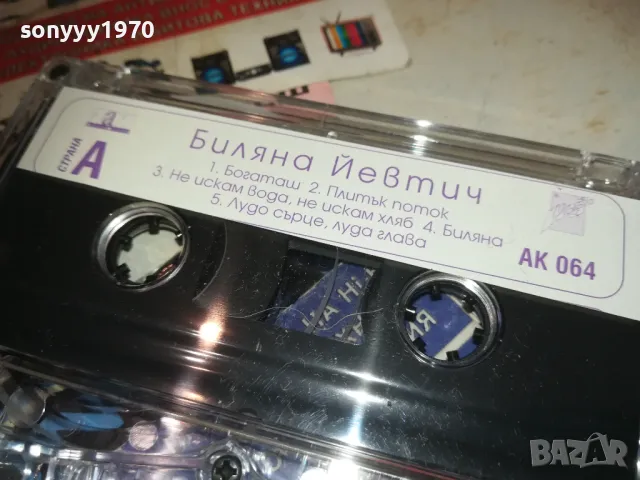 sonyyy1970
СТРАНА
А
Биляна Йевтич
1. Богаташ 2. Плитък поток
3. Не искам вода, не искам хляб 4. Биляна
5. Лудо сърце, луда глава
АК 064
BAZAR